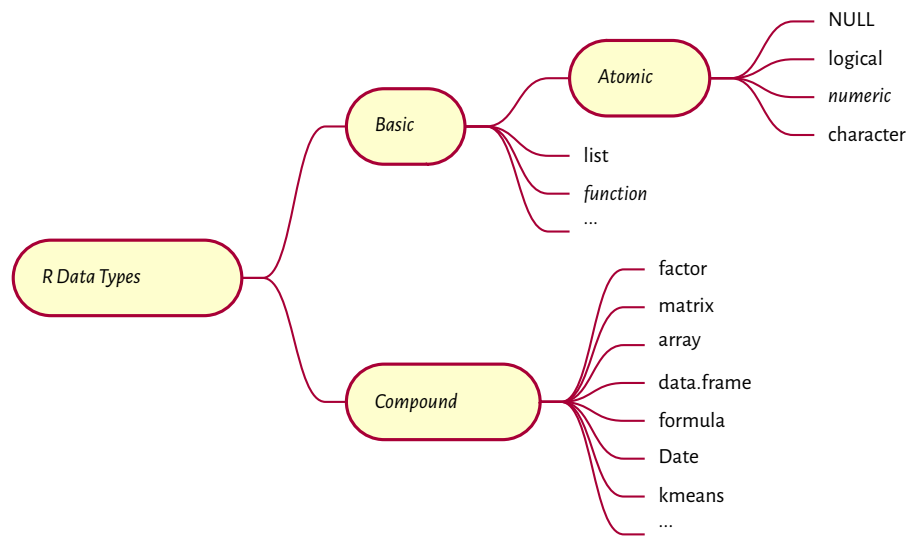 R Data Types
Basic
Atomic
NULL
logical
numeric
character
list
function
...
Compound
factor
matrix
array
data.frame
formula
Date
kmeans
...